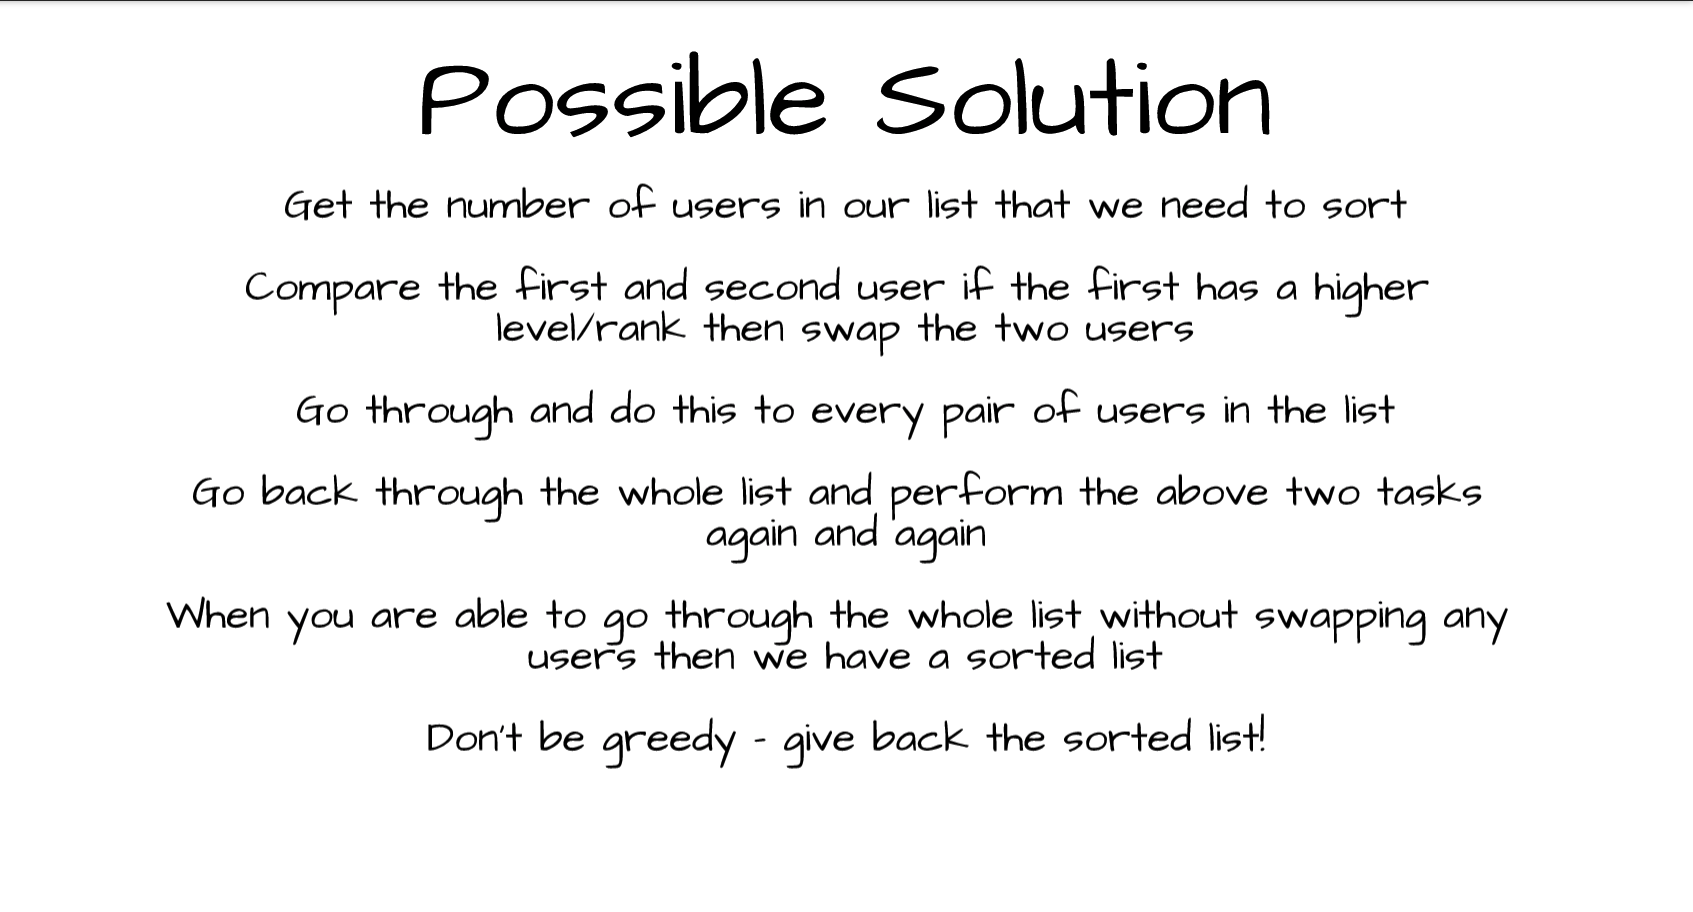 Possible Solution
Get the number of users in our list that we need to sort
Compare the first and second user if the first has a higher
level/rank then swap the two users
Go through and do this to every pair of users in the list
Go back through the whole list and perform the above two tasks
again and again
When you are able to go through the whole list without swapping any
users then we have a sorted list
Don't be greedy - give back the sorted list!